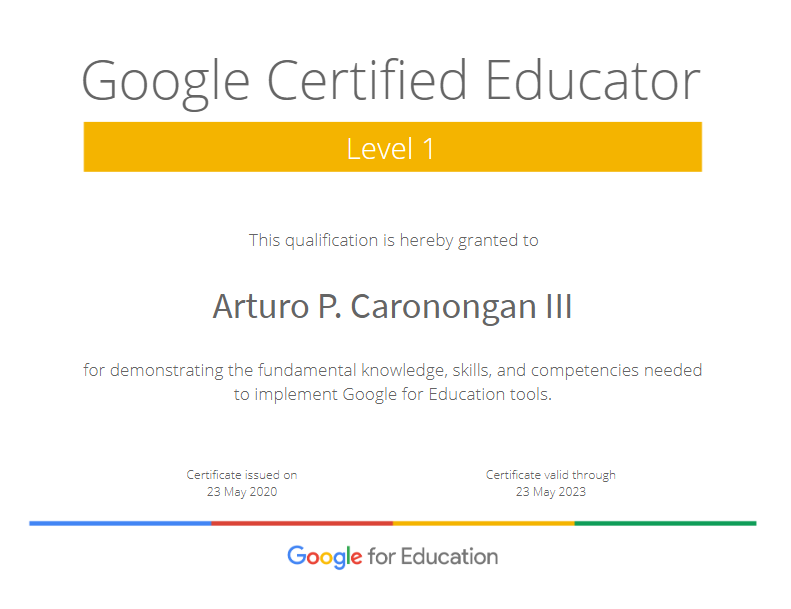 Google Certified Educator
Level 1
This qualification is hereby granted to
Arturo P. Caronongan III
for demonstrating the fundamental knowledge, skills, and competencies needed
to implement Google for Education tools.
Certificate issued on
23 May 2020
Certificate valid through
23 May 2023
Google for Education